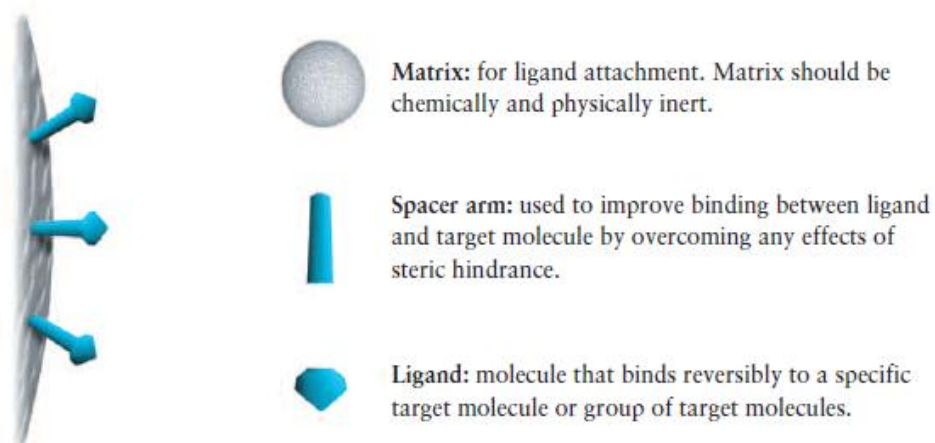 Matrix: for ligand attachment. Matrix should be
chemically and physically inert.
Spacer arm: used to improve binding between ligand
and target molecule by overcoming any effects of
steric hindrance.
Ligand: molecule that binds reversibly to a specific
target molecule or group of target molecules.